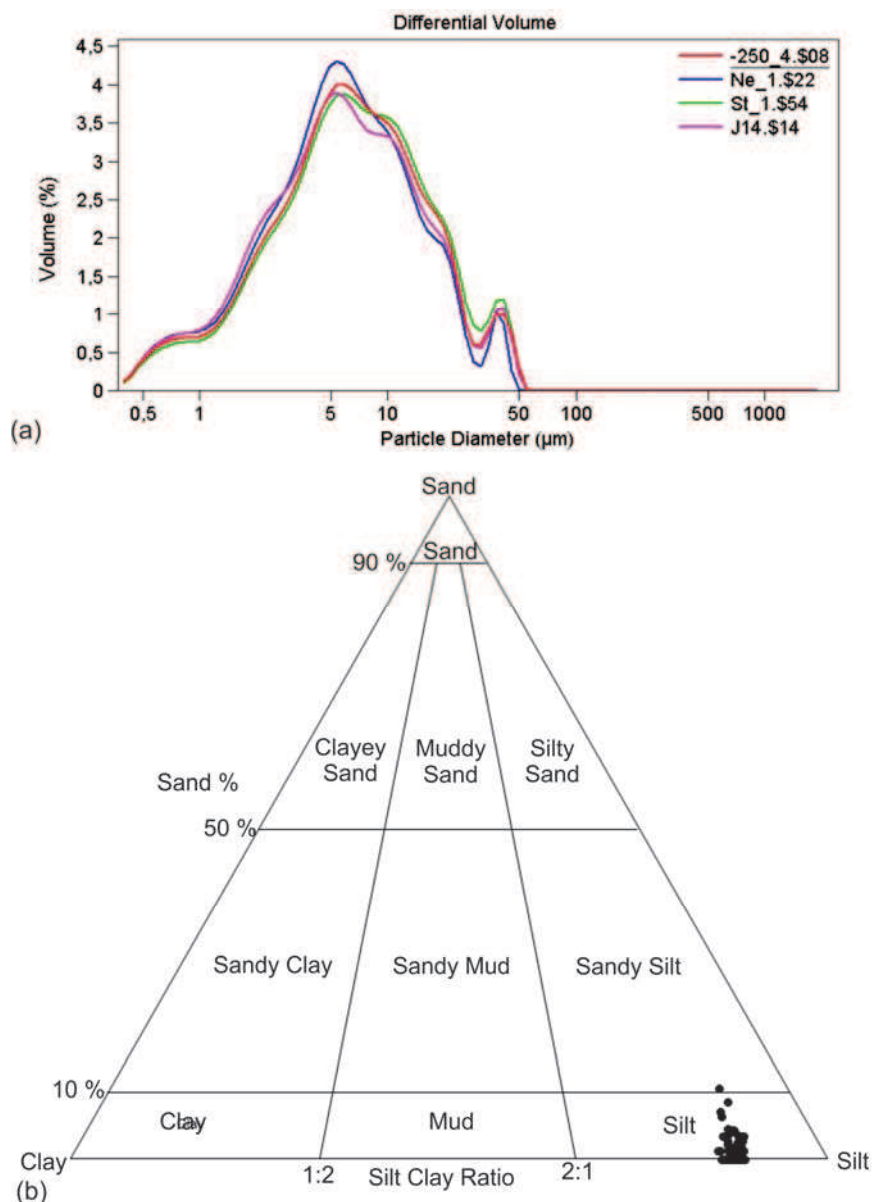 Differential Volume
4,5
4
3,5
3
2,5
2
1,5
1
0,5
0
Volume (%)
-250_4.$08
Ne_1.$22
St_1.$54
J14.$14
0,5 1 5 10 50 100 500 1000
Particle Diameter (µm)
(a)
Sand
Sand
90 %
Clayey Sand
Muddy Sand
Silty Sand
Sand %
50 %
Sandy Clay
Sandy Mud
Sandy Silt
10 %
Clay
Mud
Silt
Clay
1:2
Silt Clay Ratio
2:1
Silt
(b)